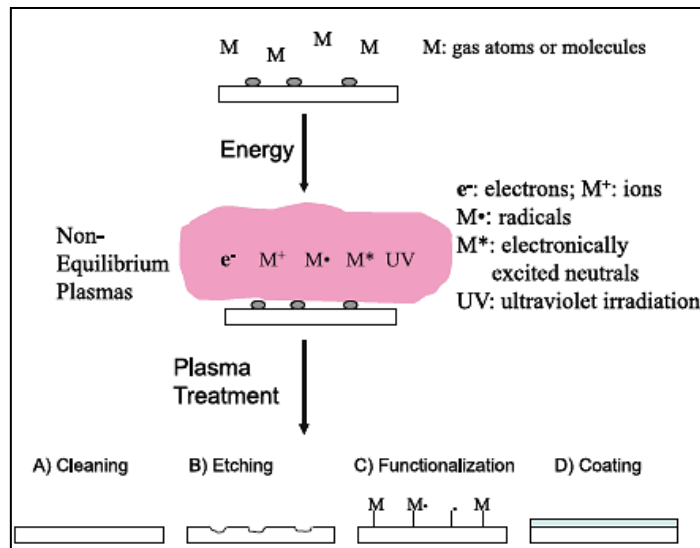 M M M M M: gas atoms or molecules
Energy
Non-
Equilibrium
Plasmas
e- M+ M• M* UV
e-: electrons; M+: ions
M•: radicals
M*: electronically
excited neutrals
UV: ultraviolet irradiation
Plasma
Treatment
A) Cleaning B) Etching C) Functionalization D) Coating
M M• . M